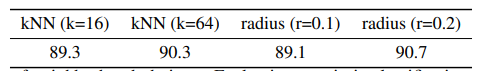 kNN (k=16) kNN (k=64) radius (r=0.1) radius (r=0.2)
89.3 90.3 89.1 90.7